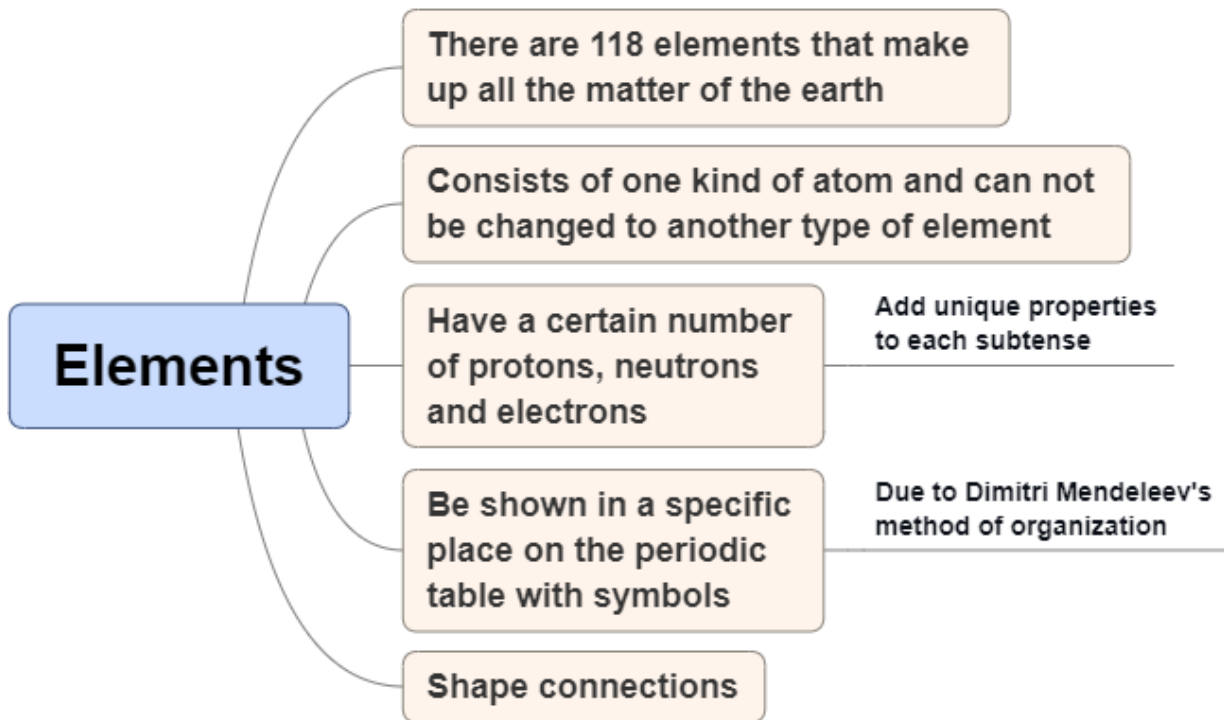 There are 118 elements that make
up all the matter of the earth
Consists of one kind of atom and can not
be changed to another type of element
Elements
Have a certain number
of protons, neutrons
and electrons
Add unique properties
to each subtense
Be shown in a specific
place on the periodic
table with symbols
Due to Dimitri Mendeleev's
method of organization
Shape connections